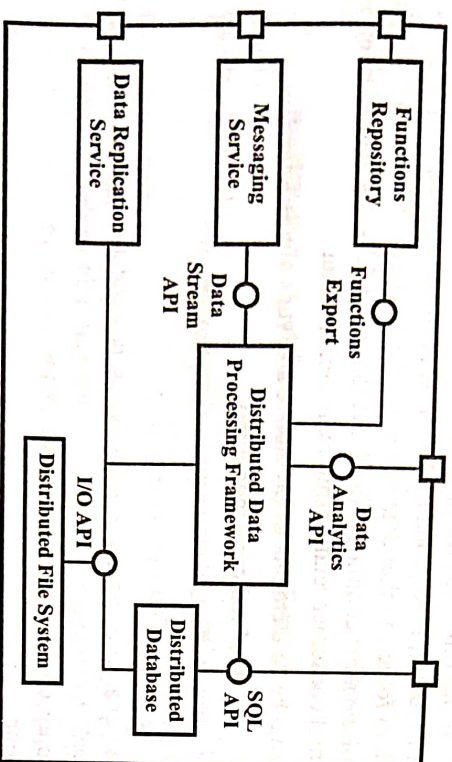 Functions
Repository
Functions
Export
Data
Analytics
API
Messaging
Service
Data
Stream
API
Distributed Data
Processing Framework
SQL
API
Distributed
Database
Data Replication
Service
I/O API
Distributed File System